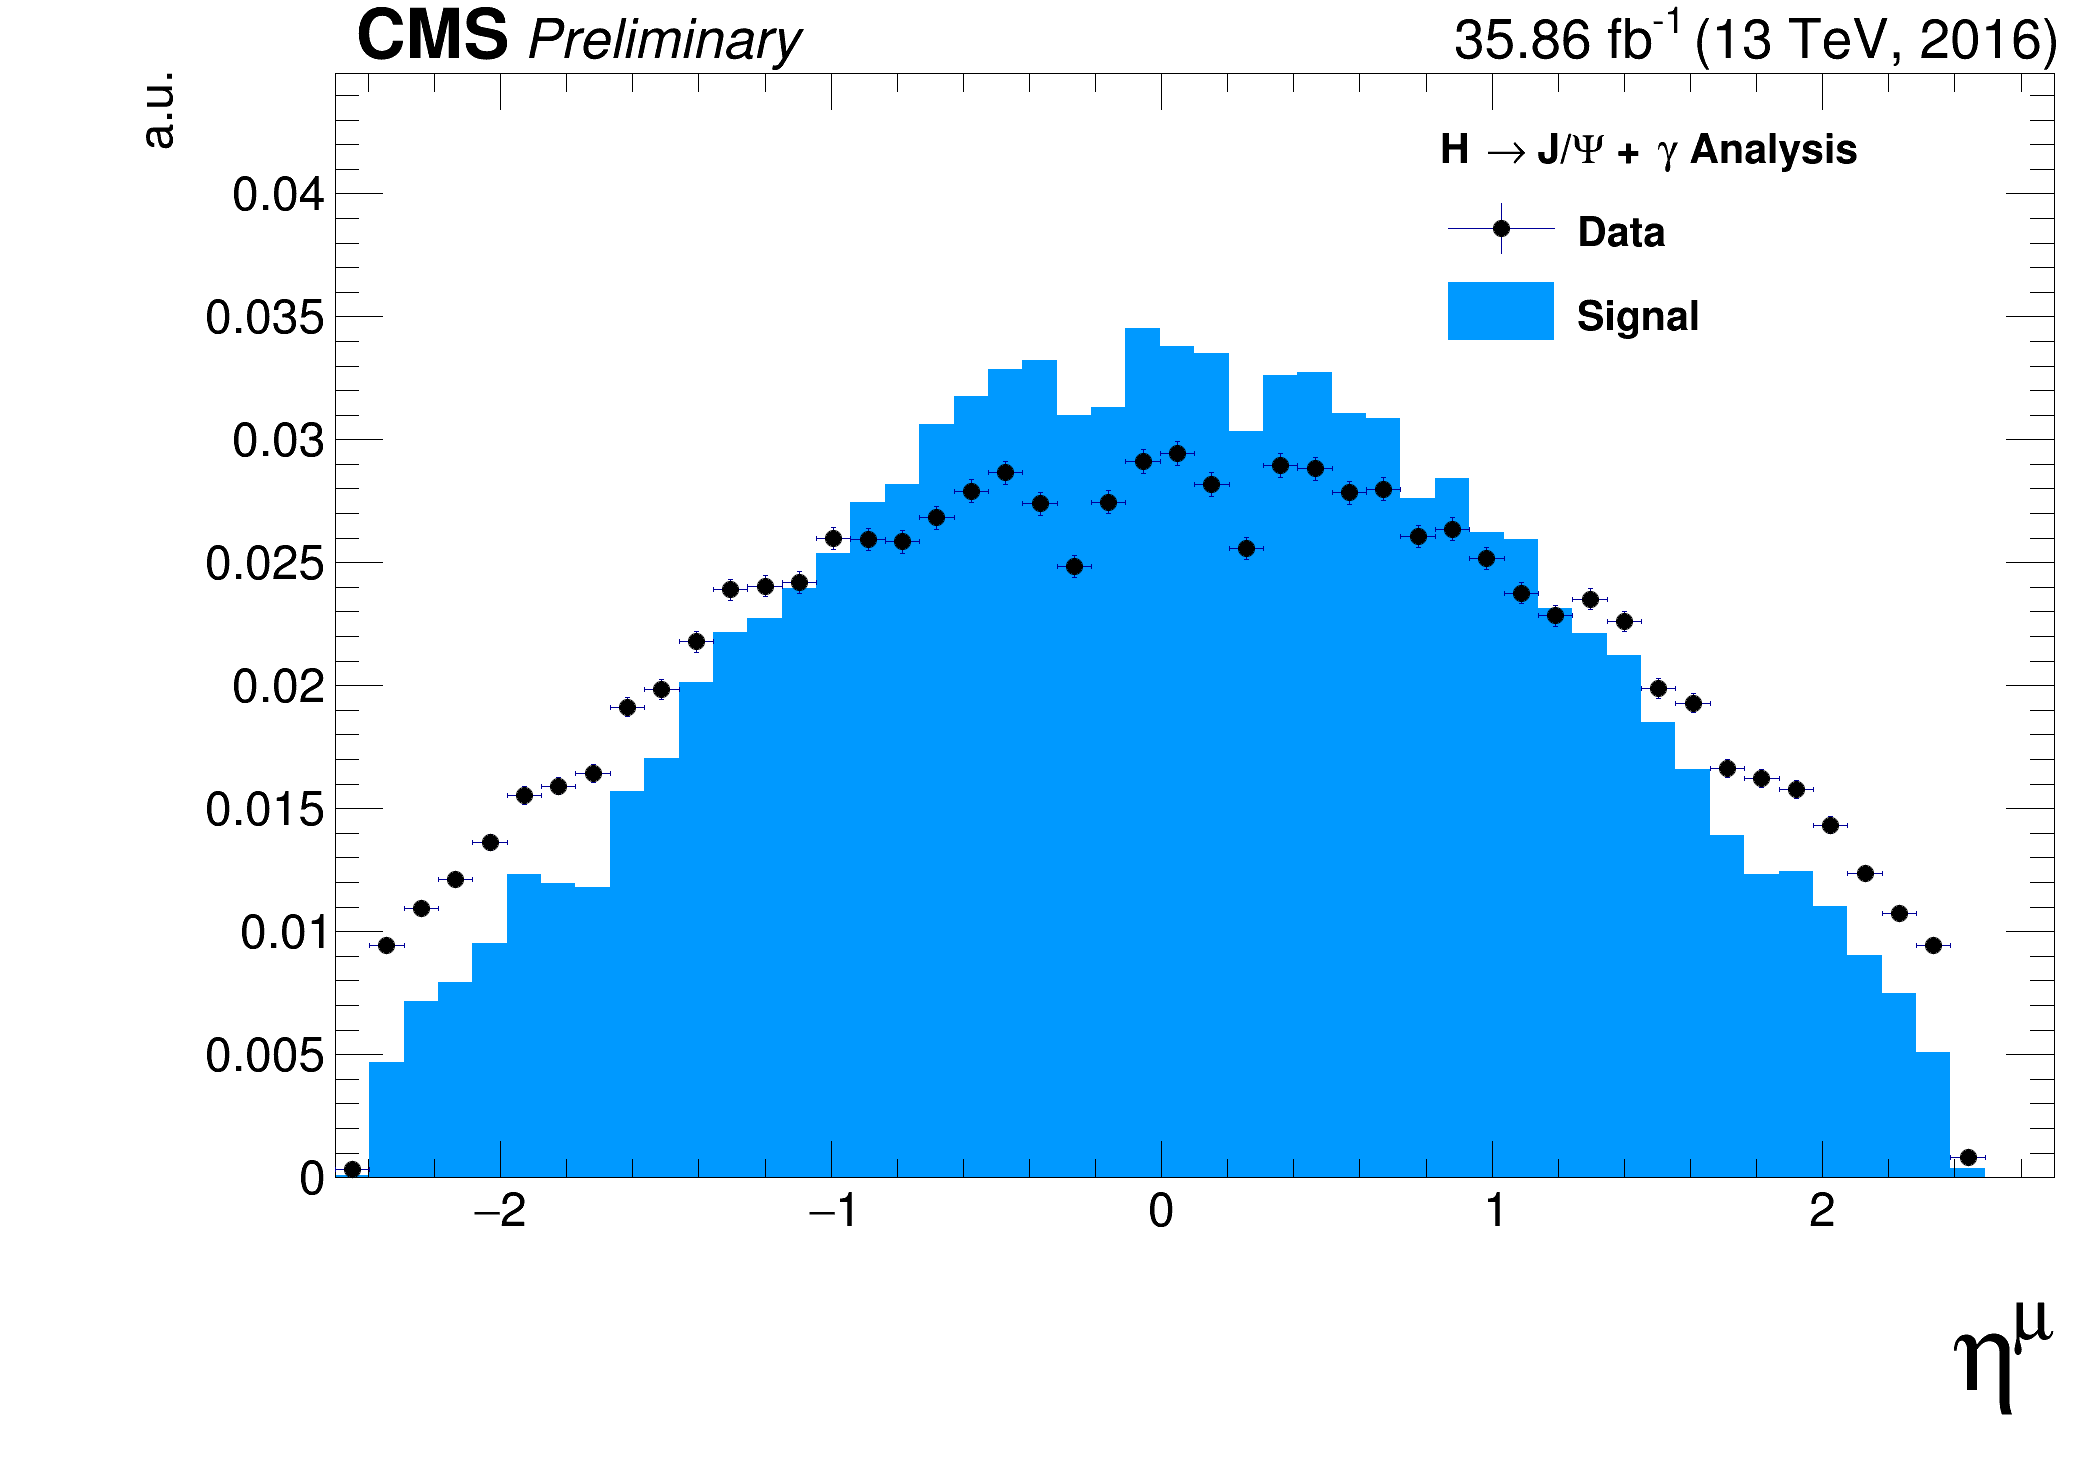 CMS Preliminary 35.86 fb⁻¹ (13 TeV, 2016)
a.u.
H → J/Ψ + γ Analysis
Data
Signal
0.04
0.035
0.03
0.025
0.02
0.015
0.01
0.005
0
−2 −1 0 1 2
η^μ